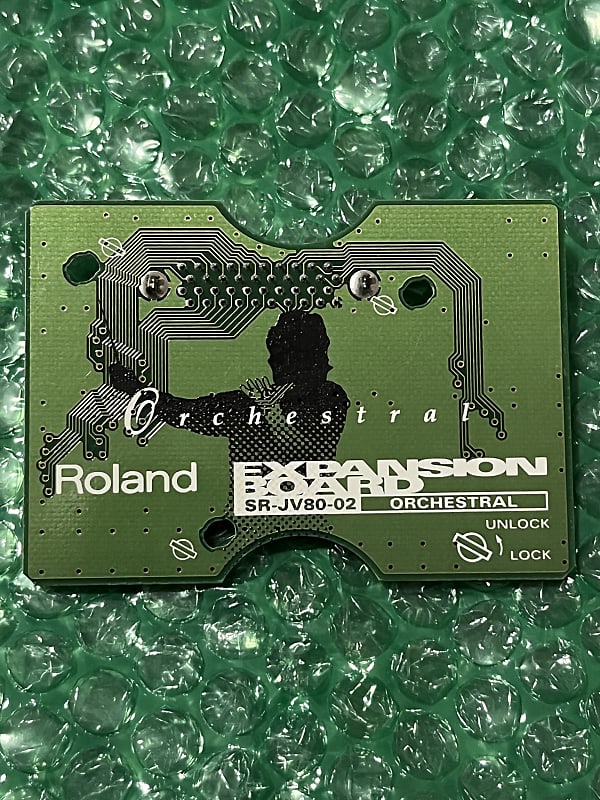 Orchestral
Roland
EXPANSION
BOARD
SR-JV80-02 ORCHESTRAL
UNLOCK
LOCK